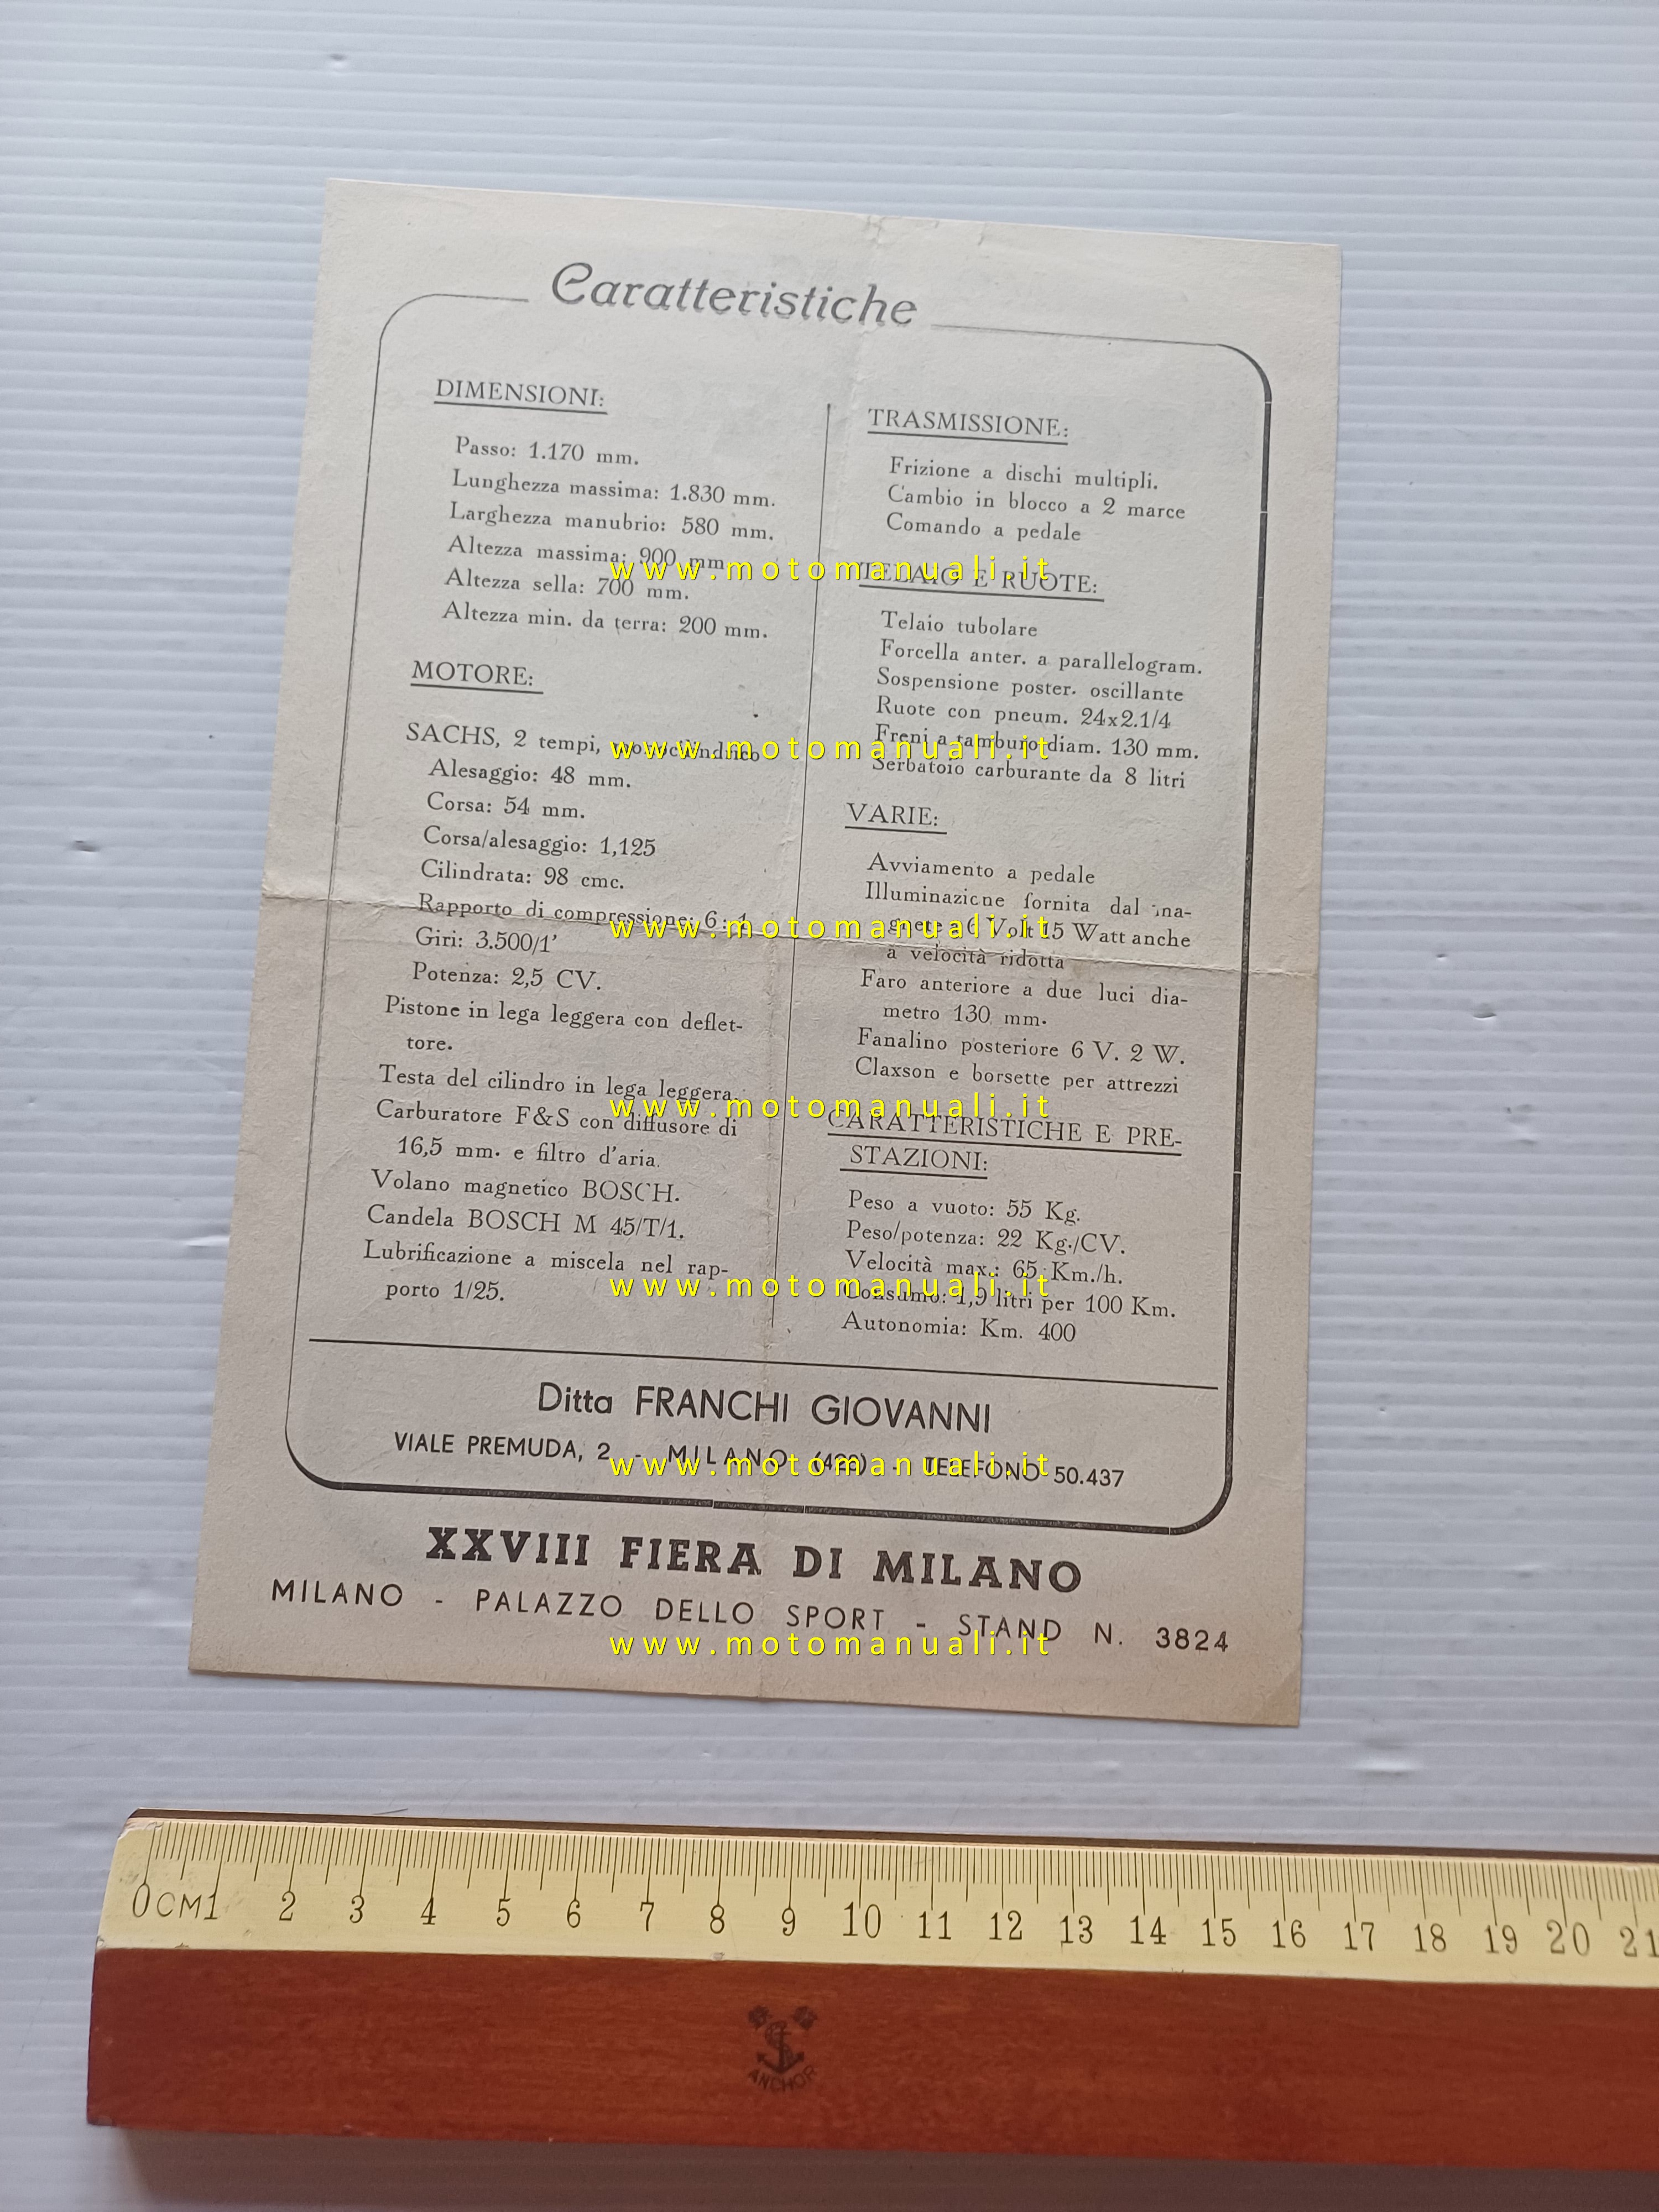 Caratteristiche
DIMENSIONI:
Passo: 1.170 mm.
Lunghezza massima: 1.830 mm.
Larghezza manubrio: 580 mm.
Altezza massima: 900 mm
Altezza sella: 700 mm.
Altezza min. da terra: 200 mm.
MOTORE:
SACHS, 2 tempi, monocilindrico
Alesaggio: 48 mm.
Corsa: 54 mm.
Corsa/alesaggio: 1,125
Cilindrata: 98 cmc.
Rapporto di compressione: 6:1
Giri: 3.500/1'
Potenza: 2,5 CV.
Pistone in lega leggera con deflet-
tore.
Testa del cilindro in lega leggera.
Carburatore F&S con diffusore di
16,5 mm. e filtro d'aria.
Volano magnetico BOSCH.
Candela BOSCH M 45/T/1.
Lubrificazione a miscela nel rap-
porto 1/25.
TRASMISSIONE:
Frizione a dischi multipli.
Cambio in blocco a 2 marce
Comando a pedale
TELAIO E RUOTE:
Telaio tubolare
Forcella anter. a parallelogram.
Sospensione poster. oscillante
Ruote con pneum. 24x2.1/4
Freni a tamburo diam. 130 mm.
Serbatoio carburante da 8 litri
VARIE:
Avviamento a pedale
Illuminazione fornita dal ma-
gnete 6 Volt 15 Watt anche
a velocità ridotta
Faro anteriore a due luci dia-
metro 130 mm.
Fanalino posteriore 6 V. 2 W.
Claxson e borsette per attrezzi
CARATTERISTICHE E PRE-
STAZIONI:
Peso a vuoto: 55 Kg.
Peso/potenza: 22 Kg./CV.
Velocità max.: 65 Km./h.
Consumo: 1,9 litri per 100 Km.
Autonomia: Km. 400
Ditta FRANCHI GIOVANNI
VIALE PREMUDA, 2 - MILANO (422) - TELEFONO 50.437
XXVIII FIERA DI MILANO
MILANO - PALAZZO DELLO SPORT - STAND N. 3824
www.motomanuali.it
www.motomanuali.it
www.motomanuali.it
www.motomanuali.it
www.motomanuali.it
www.motomanuali.it
www.motomanuali.it
0CM1 2 3 4 5 6 7 8 9 10 11 12 13 14 15 16 17 18 19 20 21
ANCHOR